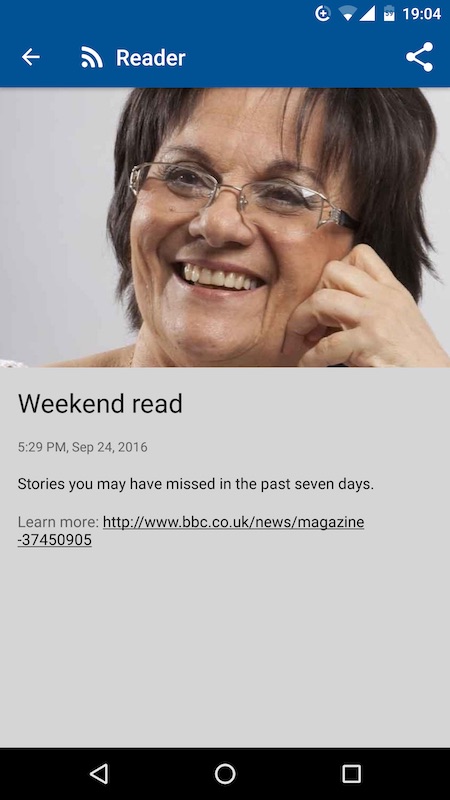 19:04
Reader
Weekend read
5:29 PM, Sep 24, 2016
Stories you may have missed in the past seven days.
Learn more: http://www.bbc.co.uk/news/magazine
-37450905